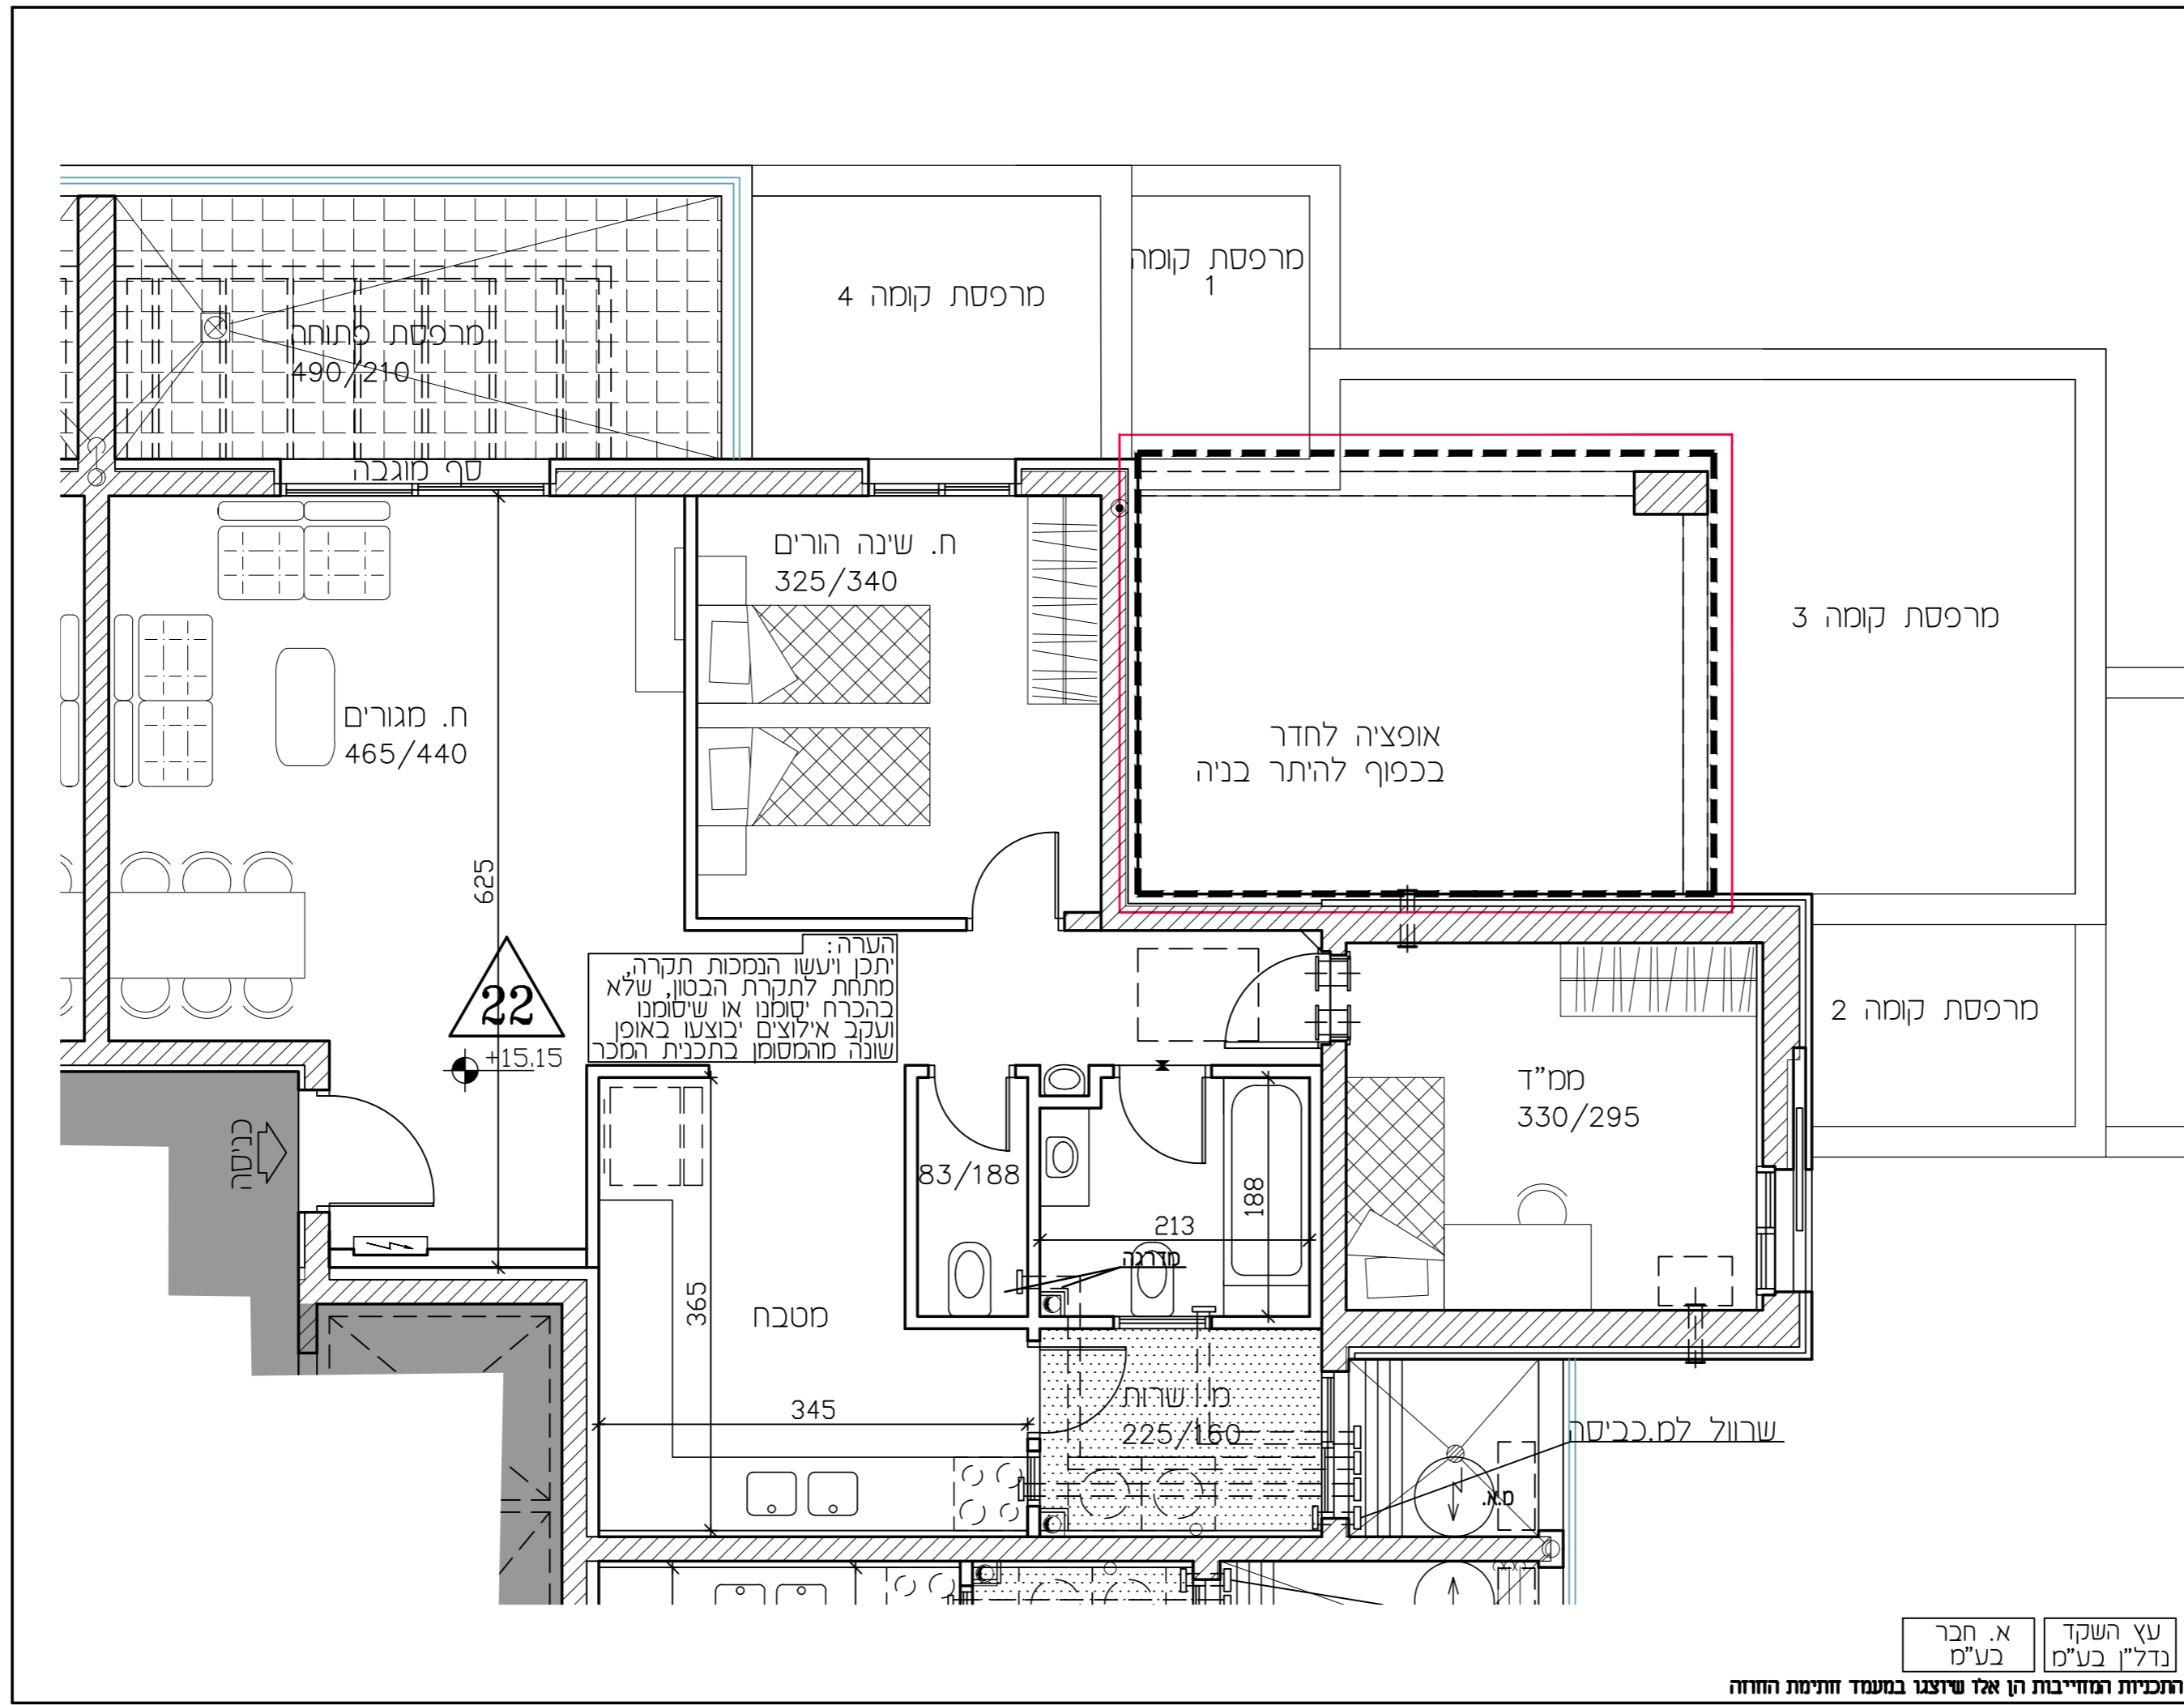 מרפסת קומה
1
מרפסת קומה 4
מרפסת פתוחה
490/210
סף מוגבה
ח. שינה הורים
325/340
מרפסת קומה 3
ח. מגורים
465/440
אופציה לחדר
בכפוף להיתר בניה
625
22
+15.15
הערה:
יתכן ויעשו הנמכות תקרה,
מתחת לתקרת הבטון, שלא
בהכרח יסומנו או שיסומנו
ועקב אילוצים יבוצעו באופן
שונה מהמסומן בתכנית המכר
מרפסת קומה 2
ממ"ד
330/295
כניסה
83/188
188
213
מדרגה
365
מטבח
345
מ. שרות
225/160
שרוול למ.כביסה
מ.א.
עץ השקד
נדל"ן בע"מ
א. חבר
בע"מ
התכניות המחייבות הן אלו שיוצגו במעמד חתימת החוזה